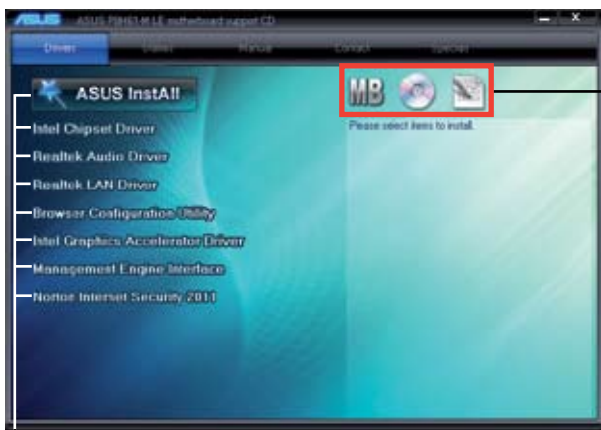 ASUS ASUS P8H61-M LE motherboard support CD
Drivers Utilities Manual Contact Specials
ASUS InstAll
MB
Please select items to install.
Intel Chipset Driver
Realtek Audio Driver
Realtek LAN Driver
Browser Configuration Utility
Intel Graphics Accelerator Driver
Management Engine Interface
Norton Internet Security 2011